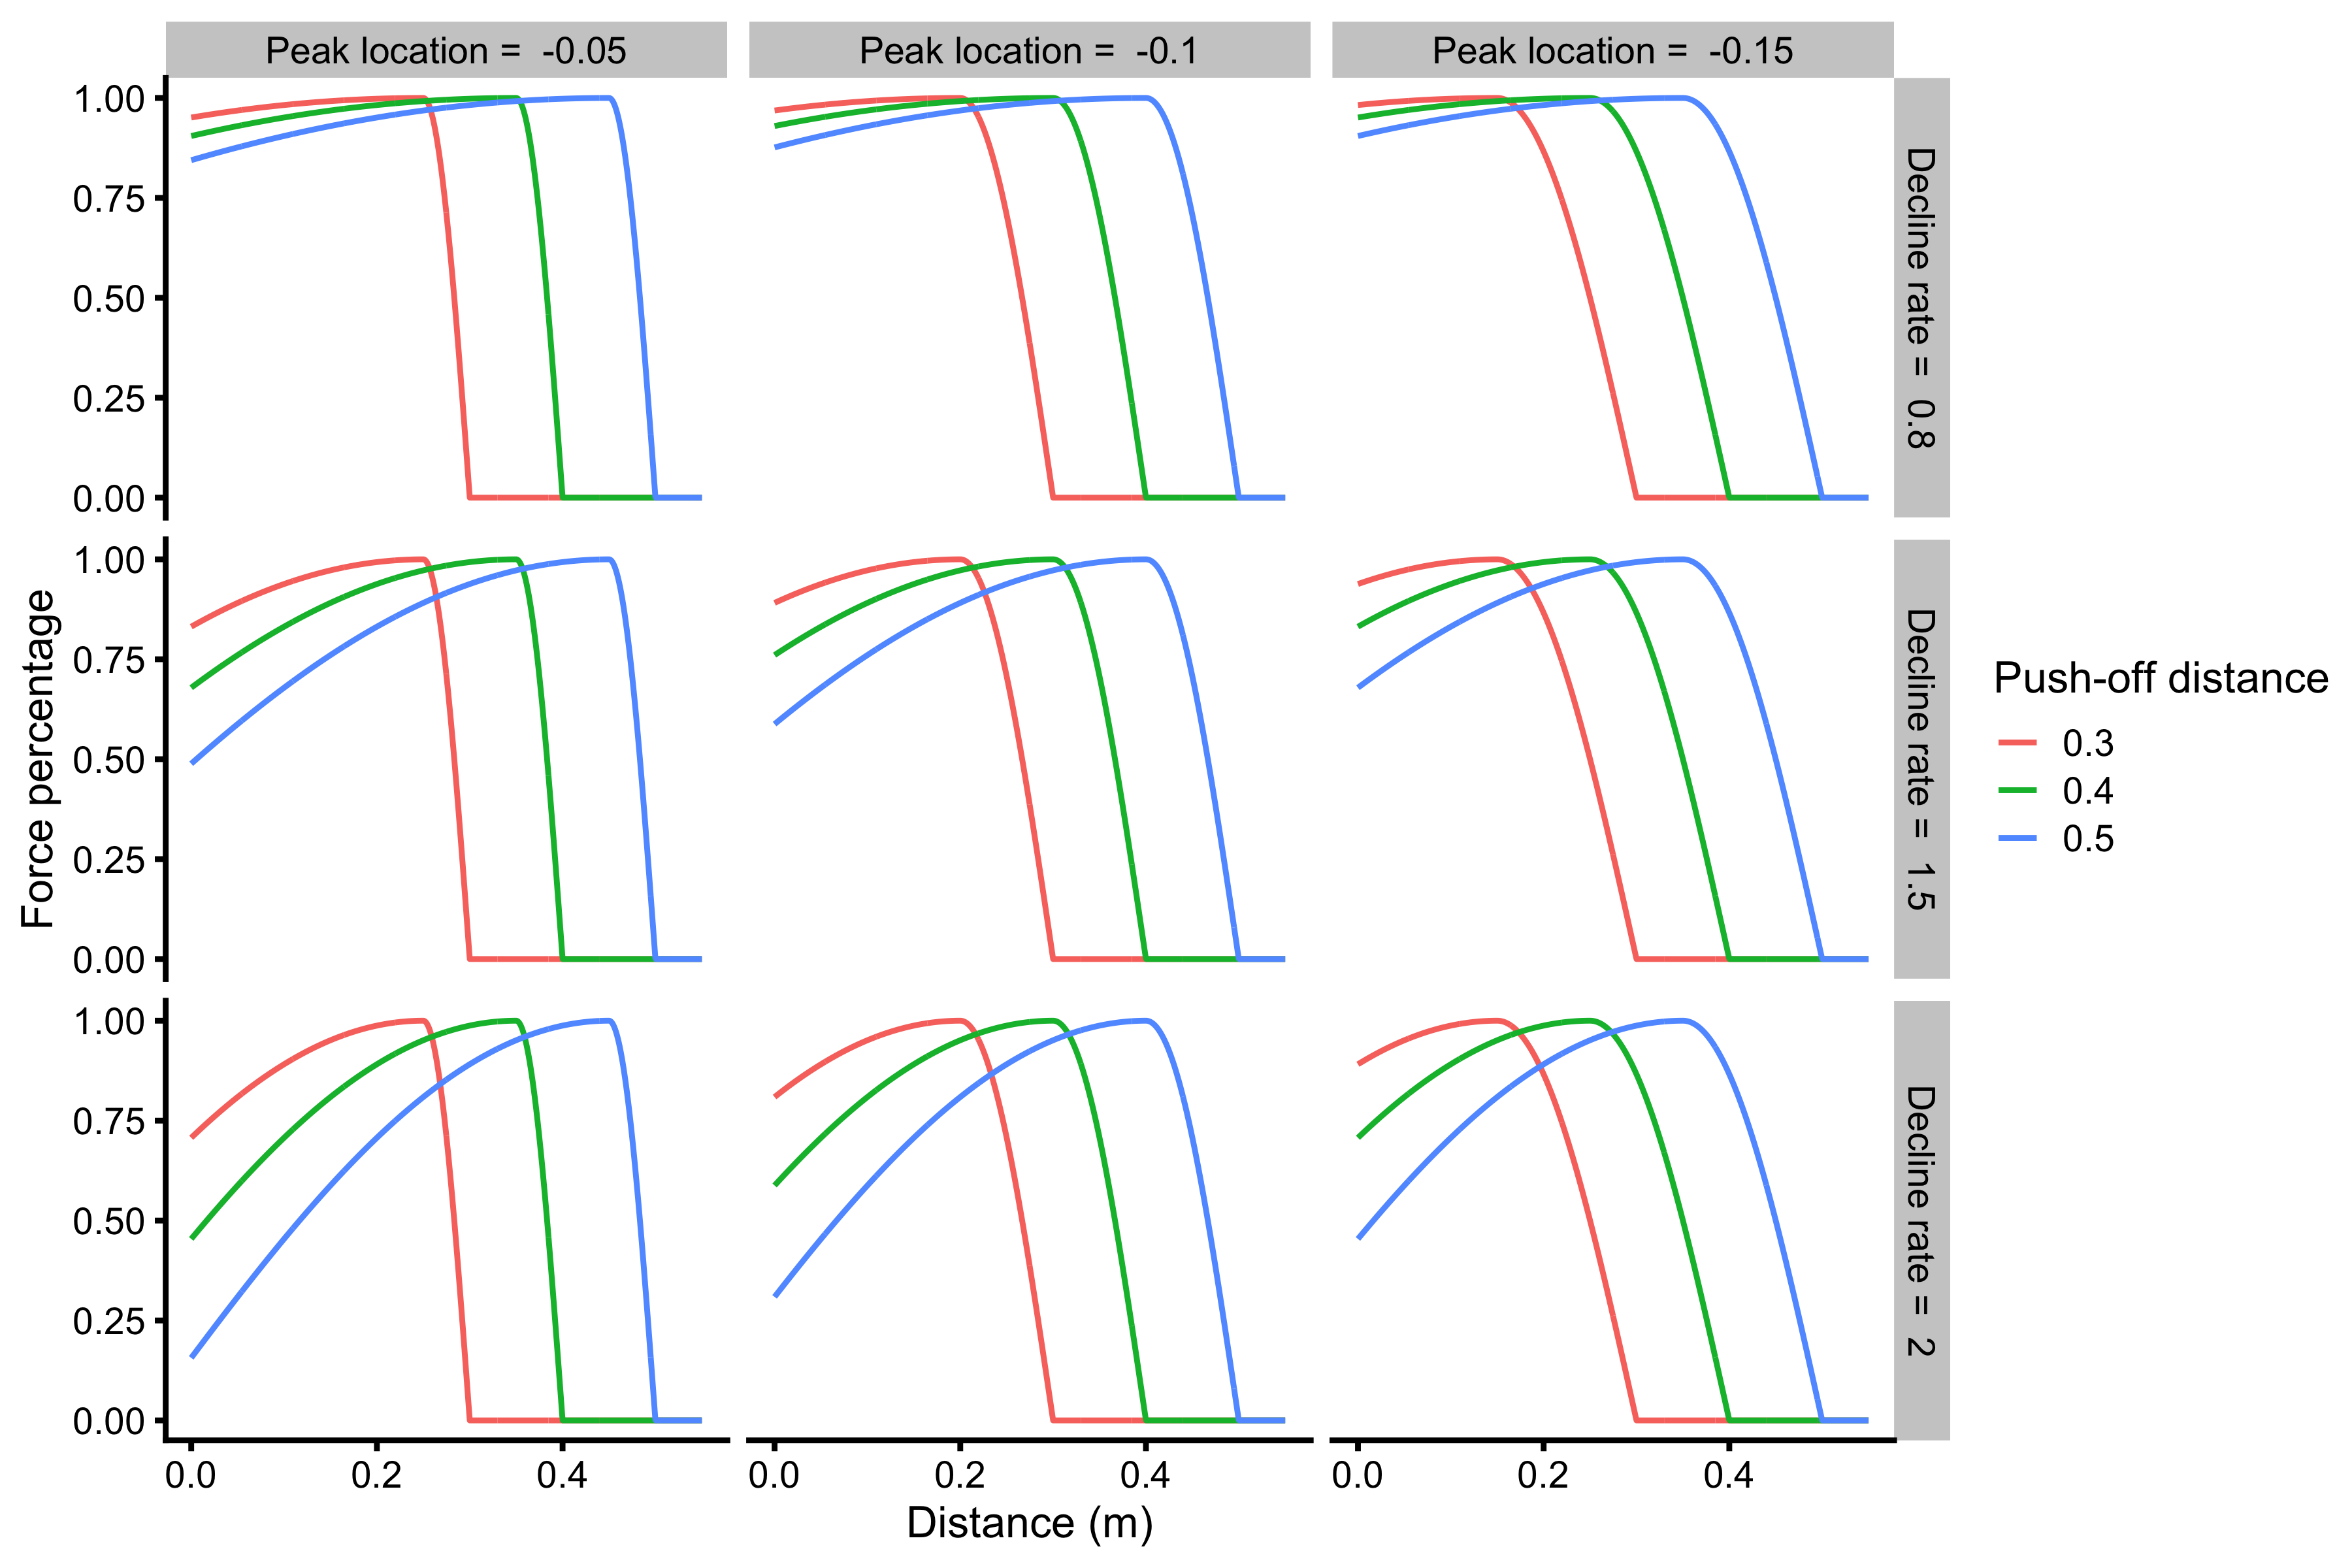 Peak location =  -0.05
Peak location =  -0.1
Peak location =  -0.15
1.00
0.75
0.50
0.25
0.00
Decline rate =  0.8
1.00
0.75
0.50
0.25
0.00
Decline rate =  1.5
1.00
0.75
0.50
0.25
0.00
Decline rate =  2
Force percentage
0.0 0.2 0.4
0.0 0.2 0.4
0.0 0.2 0.4
Distance (m)
Push-off distance
0.3
0.4
0.5